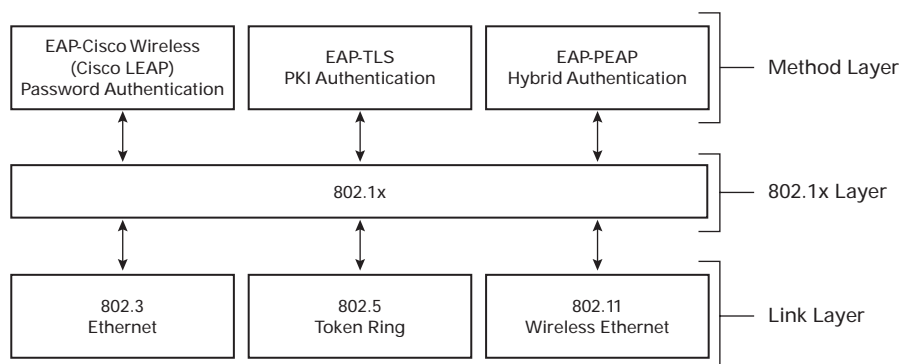 EAP-Cisco Wireless
(Cisco LEAP)
Password Authentication
EAP-TLS
PKI Authentication
EAP-PEAP
Hybrid Authentication
Method Layer
802.1x
802.1x Layer
802.3
Ethernet
802.5
Token Ring
802.11
Wireless Ethernet
Link Layer